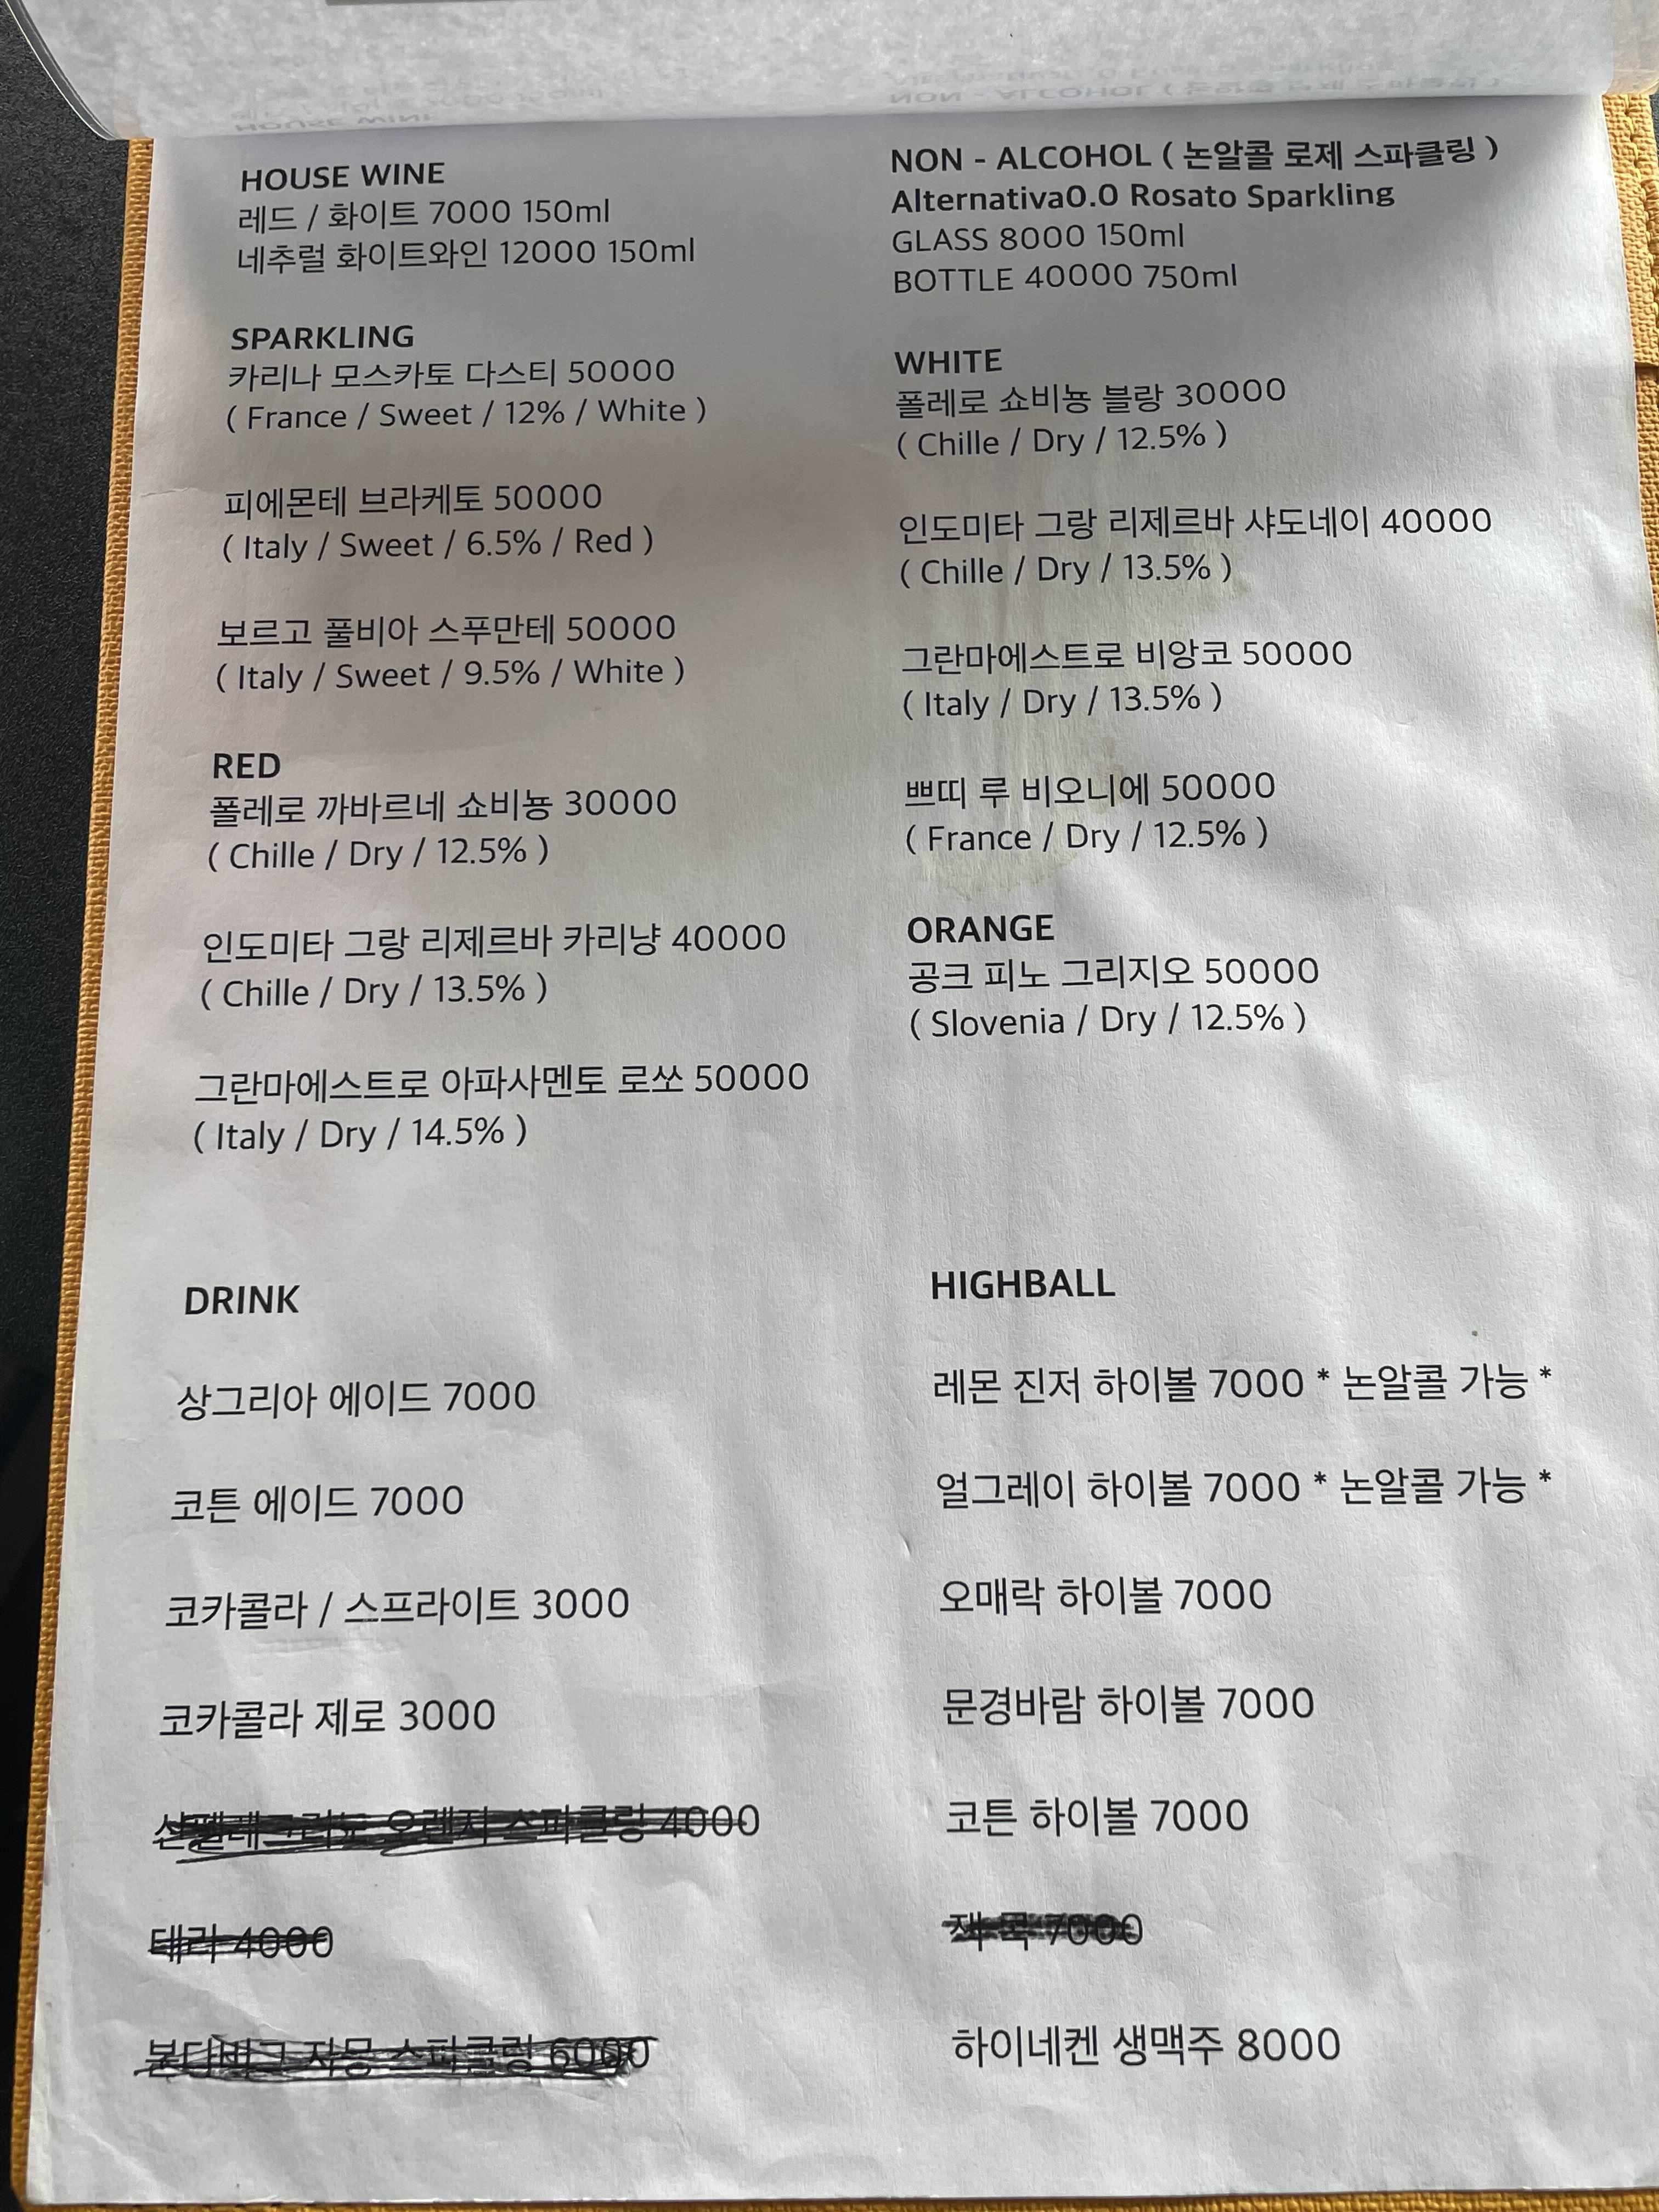 HOUSE WINE
레드 / 화이트 7000 150ml
네추럴 화이트와인 12000 150ml
SPARKLING
카리나 모스카토 다스티 50000
( France / Sweet / 12% / White )
피에몬테 브라케토 50000
( Italy / Sweet / 6.5% / Red )
보르고 풀비아 스푸만테 50000
( Italy / Sweet / 9.5% / White )
RED
폴레로 까바르네 쇼비뇽 30000
( Chille / Dry / 12.5% )
인도미타 그랑 리제르바 카리냥 40000
( Chille / Dry / 13.5% )
그란마에스트로 아파사멘토 로쏘 50000
( Italy / Dry / 14.5% )
NON - ALCOHOL ( 논알콜 로제 스파클링 )
Alternativa0.0 Rosato Sparkling
GLASS 8000 150ml
BOTTLE 40000 750ml
WHITE
폴레로 쇼비뇽 블랑 30000
( Chille / Dry / 12.5% )
인도미타 그랑 리제르바 샤도네이 40000
( Chille / Dry / 13.5% )
그란마에스트로 비앙코 50000
( Italy / Dry / 13.5% )
쁘띠 루 비오니에 50000
( France / Dry / 12.5% )
ORANGE
공크 피노 그리지오 50000
( Slovenia / Dry / 12.5% )
DRINK
상그리아 에이드 7000
코튼 에이드 7000
코카콜라 / 스프라이트 3000
코카콜라 제로 3000
오렌지 스파클링 4000
테라 4000
자몽 스파클링 6000
HIGHBALL
레몬 진저 하이볼 7000 * 논알콜 가능 *
얼그레이 하이볼 7000 * 논알콜 가능 *
오매락 하이볼 7000
문경바람 하이볼 7000
코튼 하이볼 7000
잭 콕 7000
하이네켄 생맥주 8000